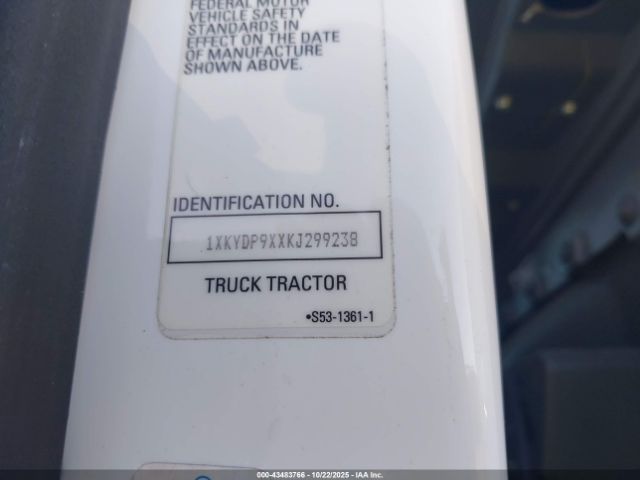 FEDERAL MOTOR
VEHICLE SAFETY
STANDARDS IN
EFFECT ON THE DATE
OF MANUFACTURE
SHOWN ABOVE.
IDENTIFICATION NO.
1XKYDP9XXKJ299238
TRUCK TRACTOR
•S53-1361-1
000-43483766 - 10/22/2025 - IAA Inc.